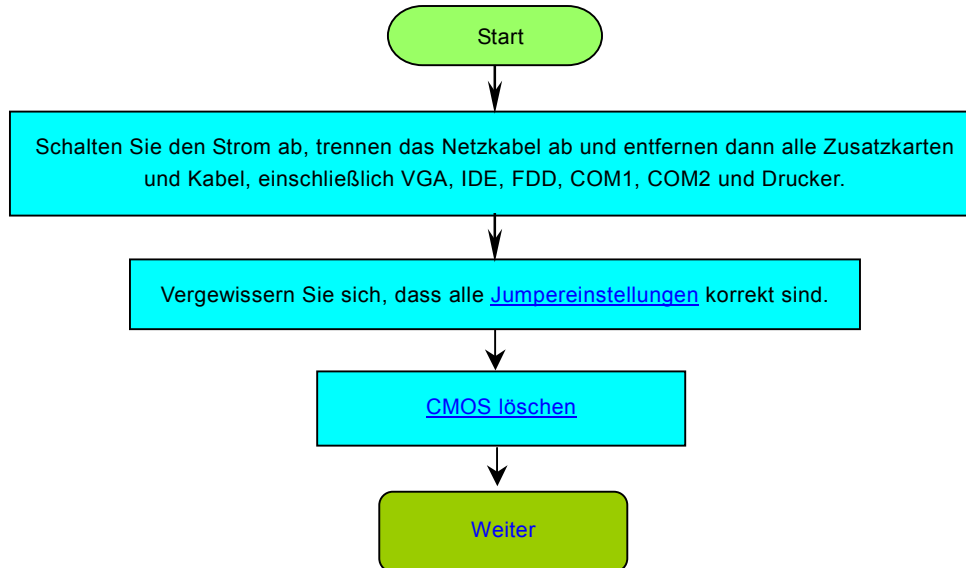 Start
Schalten Sie den Strom ab, trennen das Netzkabel ab und entfernen dann alle Zusatzkarten
und Kabel, einschließlich VGA, IDE, FDD, COM1, COM2 und Drucker.
Vergewissern Sie sich, dass alle Jumpereinstellungen korrekt sind.
CMOS löschen
Weiter